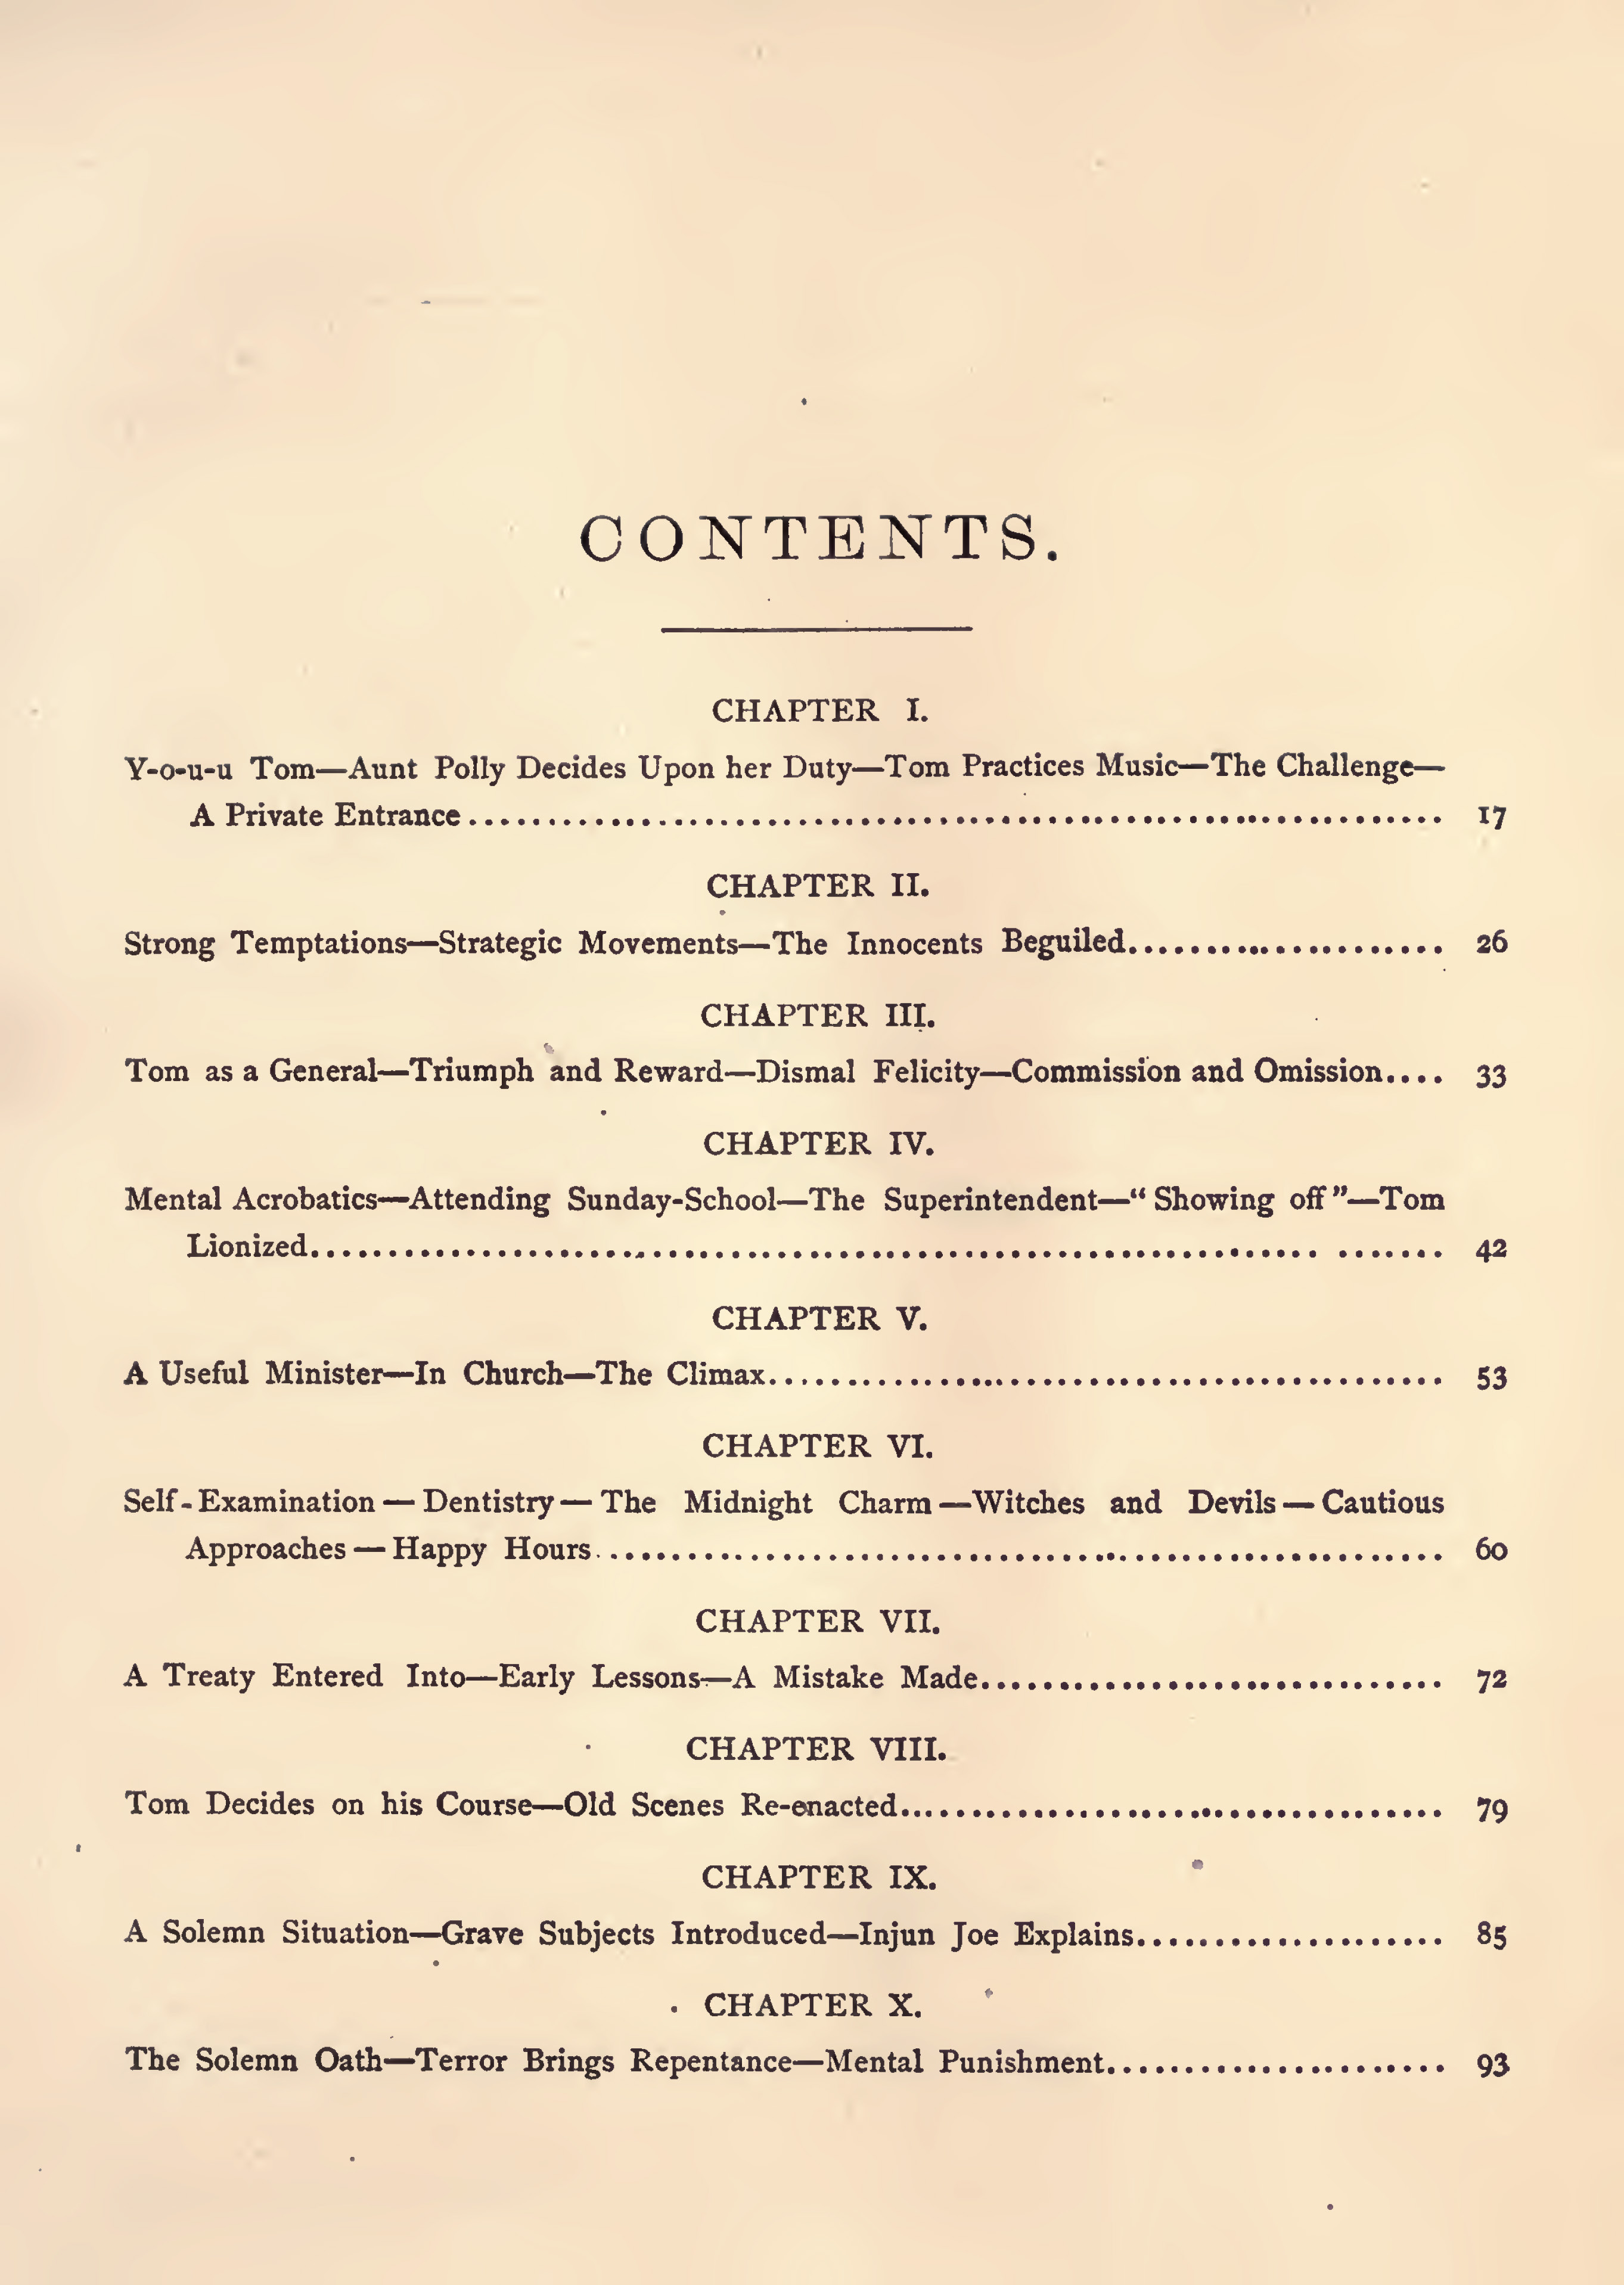 CONTENTS.
CHAPTER I.
Y-o-u-u Tom—Aunt Polly Decides Upon her Duty—Tom Practices Music—The Challenge—
A Private Entrance................................................................ 17
CHAPTER II.
Strong Temptations—Strategic Movements—The Innocents Beguiled..................... 26
CHAPTER III.
Tom as a General—Triumph and Reward—Dismal Felicity—Commission and Omission.... 33
CHAPTER IV.
Mental Acrobatics—Attending Sunday-School—The Superintendent—“Showing off”—Tom
Lionized................................................................. ....... 42
CHAPTER V.
A Useful Minister—In Church—The Climax............................................ 53
CHAPTER VI.
Self-Examination — Dentistry — The Midnight Charm — Witches and Devils — Cautious
Approaches — Happy Hours....................................................... 60
CHAPTER VII.
A Treaty Entered Into—Early Lessons—A Mistake Made.............................. 72
CHAPTER VIII.
Tom Decides on his Course—Old Scenes Re-enacted................................... 79
CHAPTER IX.
A Solemn Situation—Grave Subjects Introduced—Injun Joe Explains.................... 85
CHAPTER X.
The Solemn Oath—Terror Brings Repentance—Mental Punishment...................... 93